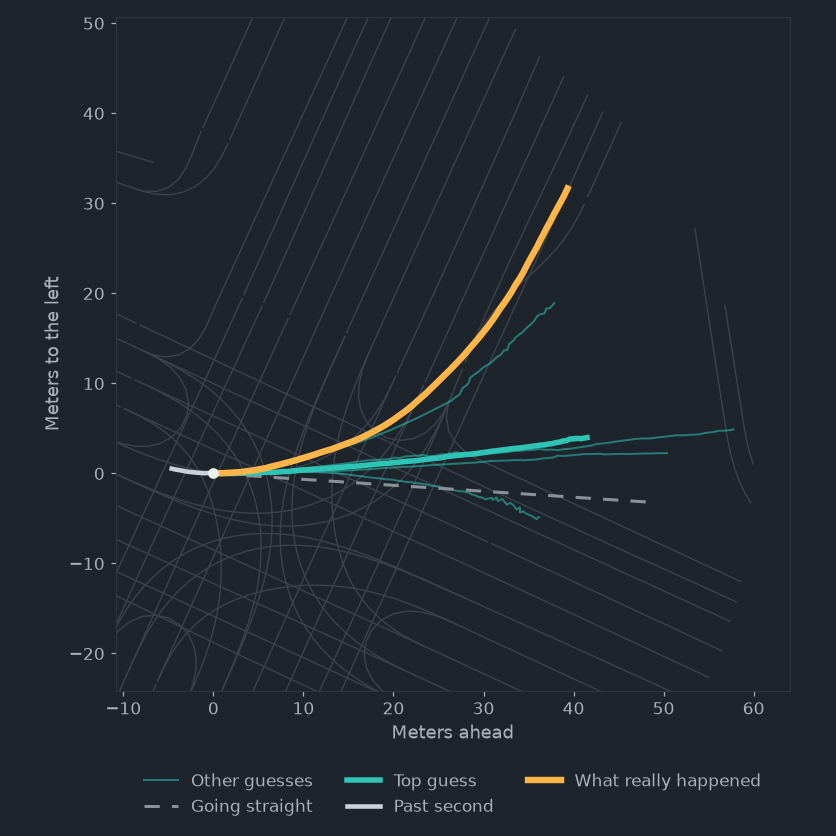 50
40
30
20
10
0
−10
−20
Meters to the left
−10 0 10 20 30 40 50 60
Meters ahead
Other guesses Top guess What really happened
Going straight Past second